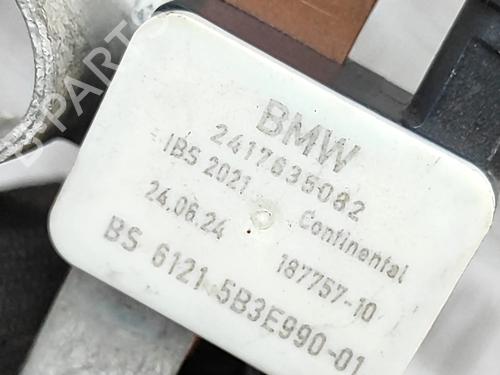 BMW
2417635082
IBS 2021 Continental
24.06.24 187757-10
BS 6121 5B3E990-01